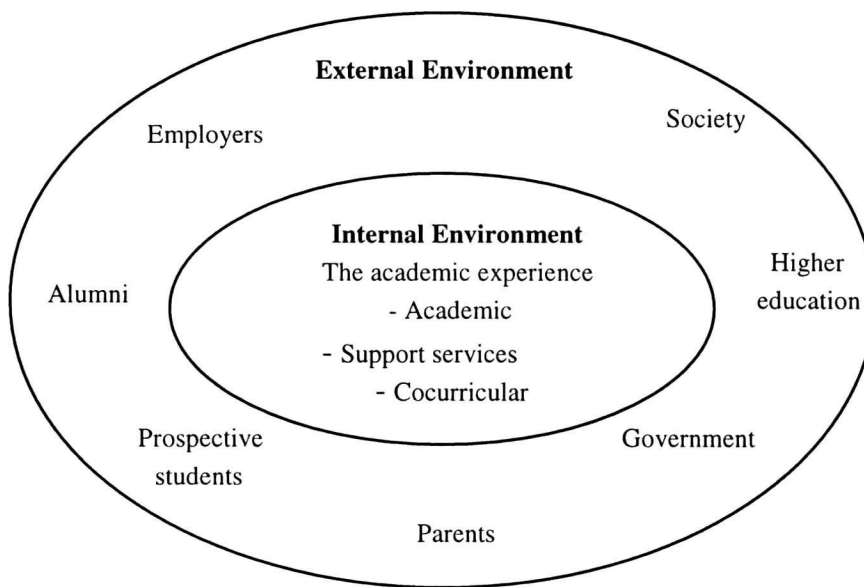 External Environment
Employers
Society
Internal Environment
The academic experience
- Academic
- Support services
- Cocurricular
Alumni
Higher
education
Prospective
students
Government
Parents